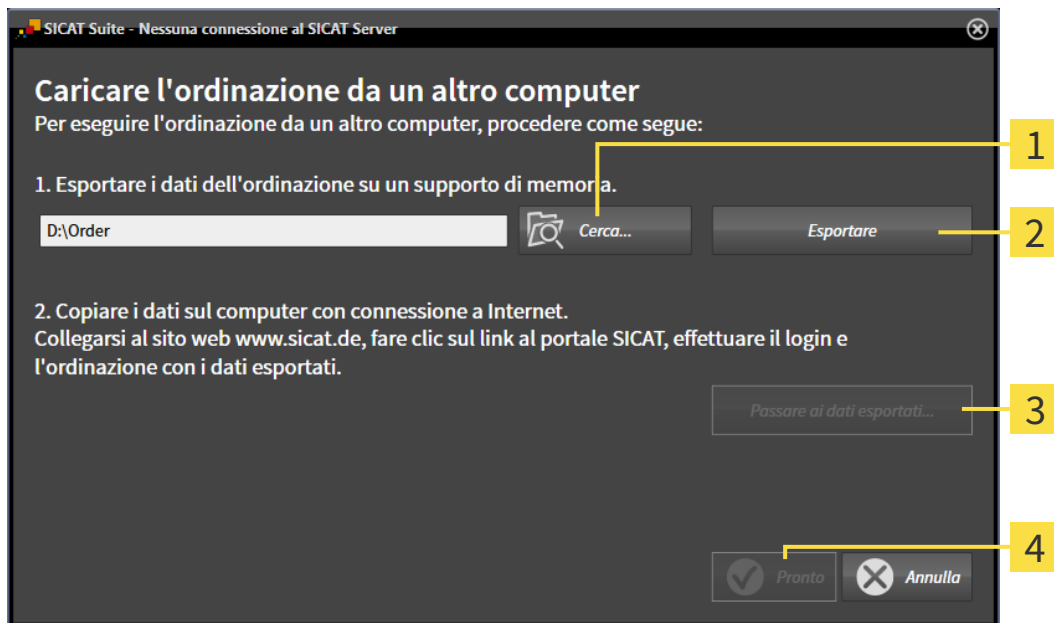 SICAT Suite - Nessuna connessione al SICAT Server
Caricare l'ordinazione da un altro computer
Per eseguire l'ordinazione da un altro computer, procedere come segue:
1
1. Esportare i dati dell'ordinazione su un supporto di memoria.
D:\Order
Cerca...
Esportare
2
2. Copiare i dati sul computer con connessione a Internet.
Collegarsi al sito web www.sicat.de, fare clic sul link al portale SICAT, effettuare il login e
l'ordinazione con i dati esportati.
Passare ai dati esportati...
3
4
Pronto
Annulla